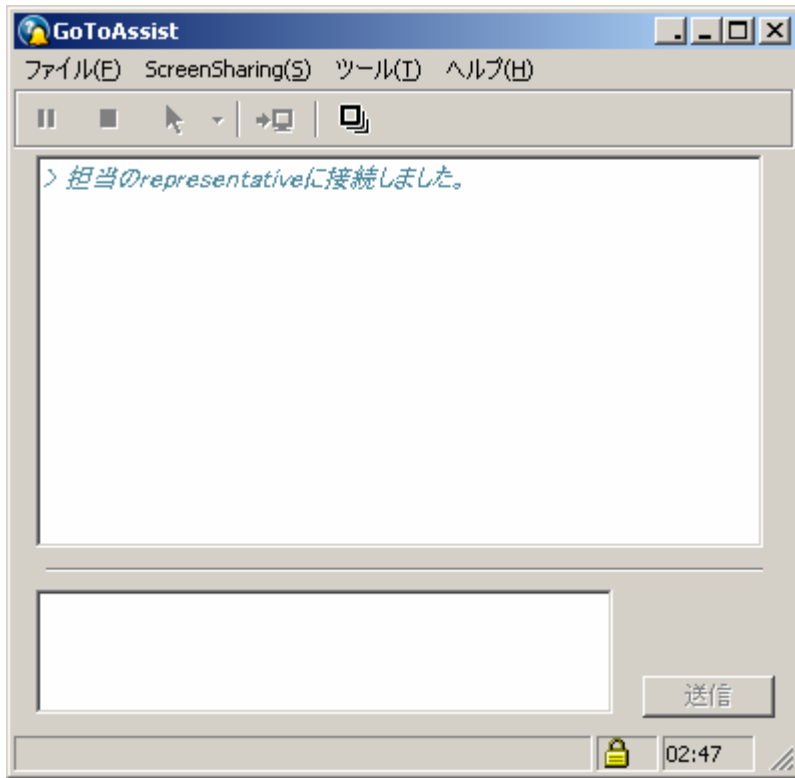 GoToAssist
ファイル(F) ScreenSharing(S) ツール(T) ヘルプ(H)
> 担当のrepresentativeに接続しました。
送信
02:47